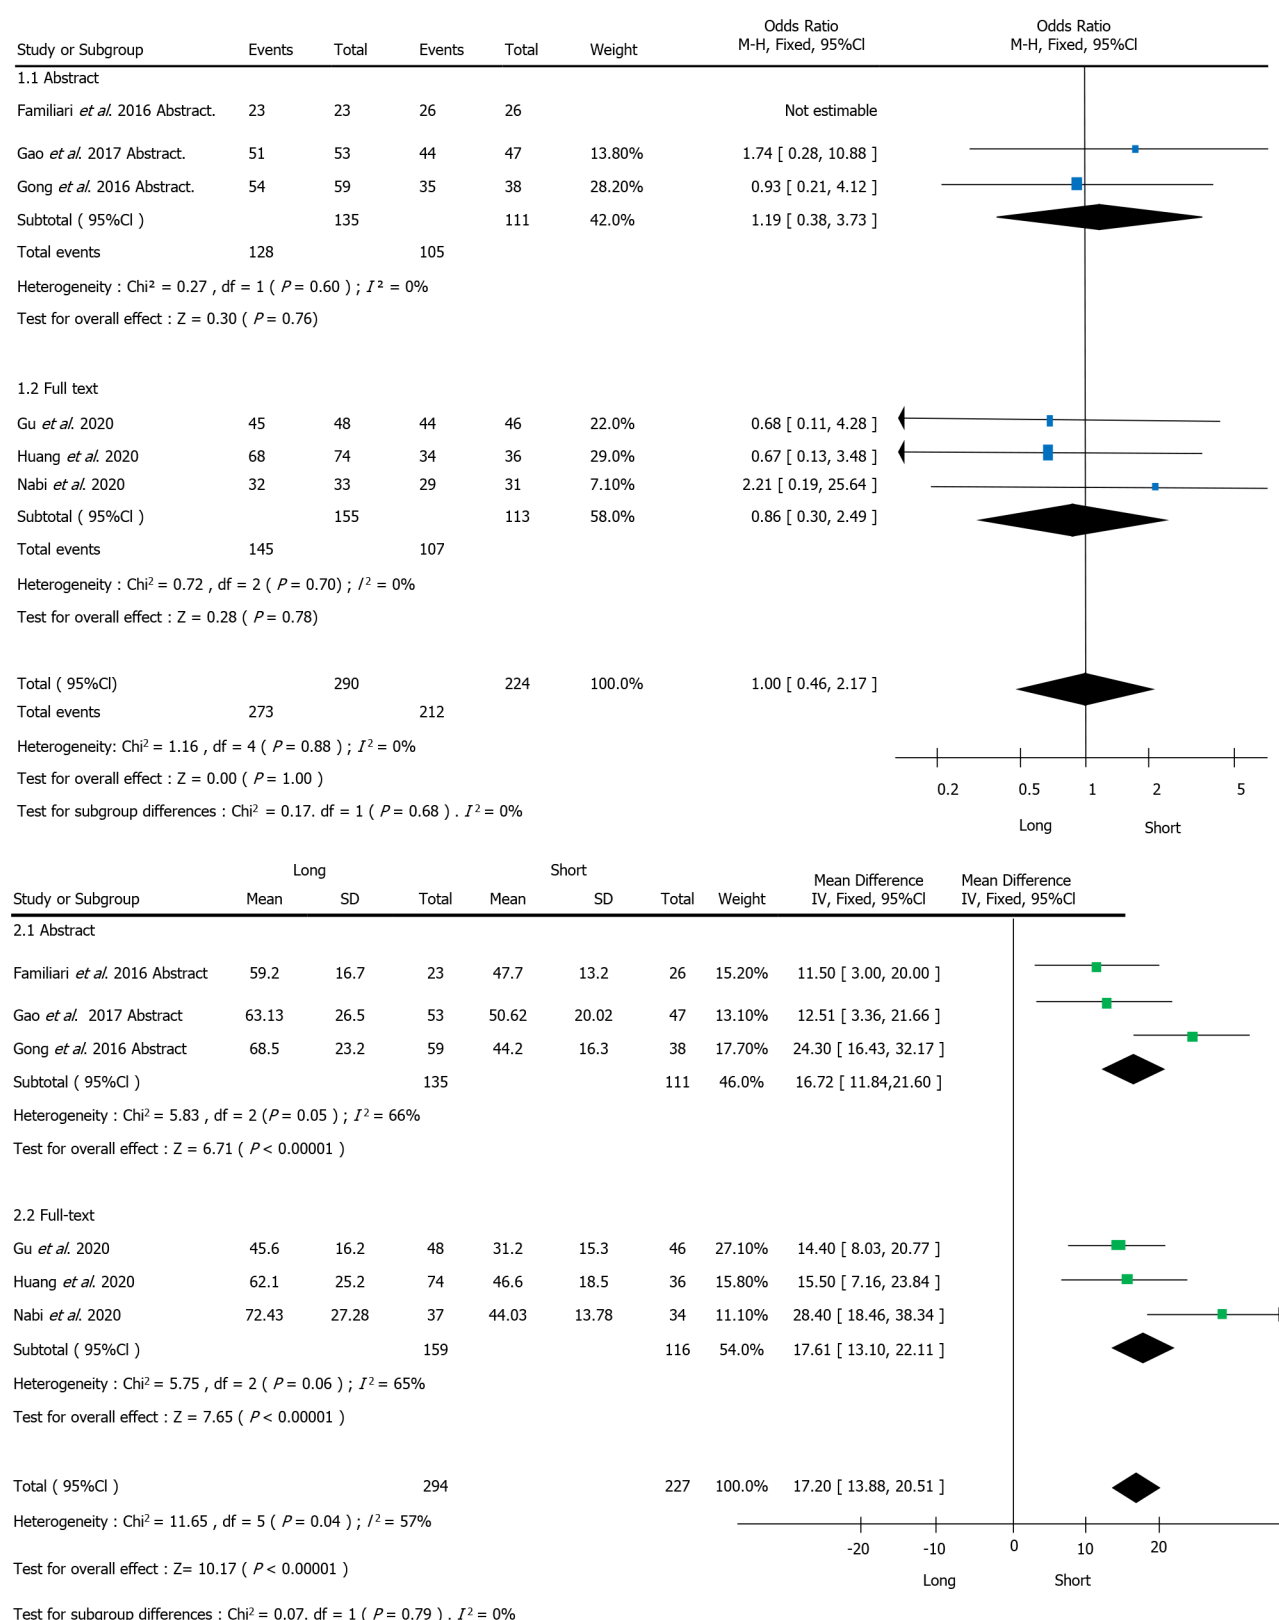 Odds Ratio Odds Ratio
Study or Subgroup Events Total Events Total Weight M-H, Fixed, 95%Cl M-H, Fixed, 95%Cl
1.1 Abstract
Familiari et al. 2016 Abstract. 23 23 26 26 Not estimable
Gao et al. 2017 Abstract. 51 53 44 47 13.80% 1.74 [ 0.28, 10.88 ]
Gong et al. 2016 Abstract. 54 59 35 38 28.20% 0.93 [ 0.21, 4.12 ]
Subtotal ( 95%Cl ) 135 111 42.0% 1.19 [ 0.38, 3.73 ]
Total events 128 105
Heterogeneity : Chi² = 0.27 , df = 1 ( P = 0.60 ) ; I² = 0%
Test for overall effect : Z = 0.30 ( P = 0.76)
1.2 Full text
Gu et al. 2020 45 48 44 46 22.0% 0.68 [ 0.11, 4.28 ]
Huang et al. 2020 68 74 34 36 29.0% 0.67 [ 0.13, 3.48 ]
Nabi et al. 2020 32 33 29 31 7.10% 2.21 [ 0.19, 25.64 ]
Subtotal ( 95%Cl ) 155 113 58.0% 0.86 [ 0.30, 2.49 ]
Total events 145 107
Heterogeneity : Chi² = 0.72 , df = 2 ( P = 0.70) ; I² = 0%
Test for overall effect : Z = 0.28 ( P = 0.78)
Total ( 95%Cl) 290 224 100.0% 1.00 [ 0.46, 2.17 ]
Total events 273 212
Heterogeneity: Chi² = 1.16 , df = 4 ( P = 0.88 ) ; I² = 0%
Test for overall effect : Z = 0.00 ( P = 1.00 )
Test for subgroup differences : Chi² = 0.17. df = 1 ( P = 0.68 ) . I² = 0%
0.2 0.5 1 2 5
Long Short
Long Short
Mean Difference Mean Difference
Study or Subgroup Mean SD Total Mean SD Total Weight IV, Fixed, 95%Cl IV, Fixed, 95%Cl
2.1 Abstract
Familiari et al. 2016 Abstract 59.2 16.7 23 47.7 13.2 26 15.20% 11.50 [ 3.00, 20.00 ]
Gao et al. 2017 Abstract 63.13 26.5 53 50.62 20.02 47 13.10% 12.51 [ 3.36, 21.66 ]
Gong et al. 2016 Abstract 68.5 23.2 59 44.2 16.3 38 17.70% 24.30 [ 16.43, 32.17 ]
Subtotal ( 95%Cl ) 135 111 46.0% 16.72 [ 11.84,21.60 ]
Heterogeneity : Chi² = 5.83 , df = 2 (P = 0.05 ) ; I² = 66%
Test for overall effect : Z = 6.71 ( P < 0.00001 )
2.2 Full-text
Gu et al. 2020 45.6 16.2 48 31.2 15.3 46 27.10% 14.40 [ 8.03, 20.77 ]
Huang et al. 2020 62.1 25.2 74 46.6 18.5 36 15.80% 15.50 [ 7.16, 23.84 ]
Nabi et al. 2020 72.43 27.28 37 44.03 13.78 34 11.10% 28.40 [ 18.46, 38.34 ]
Subtotal ( 95%Cl ) 159 116 54.0% 17.61 [ 13.10, 22.11 ]
Heterogeneity : Chi² = 5.75 , df = 2 ( P = 0.06 ) ; I² = 65%
Test for overall effect : Z = 7.65 ( P < 0.00001 )
Total ( 95%Cl ) 294 227 100.0% 17.20 [ 13.88, 20.51 ]
Heterogeneity : Chi² = 11.65 , df = 5 ( P = 0.04 ) ; I² = 57%
-20 -10 0 10 20
Test for overall effect : Z= 10.17 ( P < 0.00001 )
Long Short
Test for subgroup differences : Chi² = 0.07. df = 1 ( P = 0.79 ) . I² = 0%